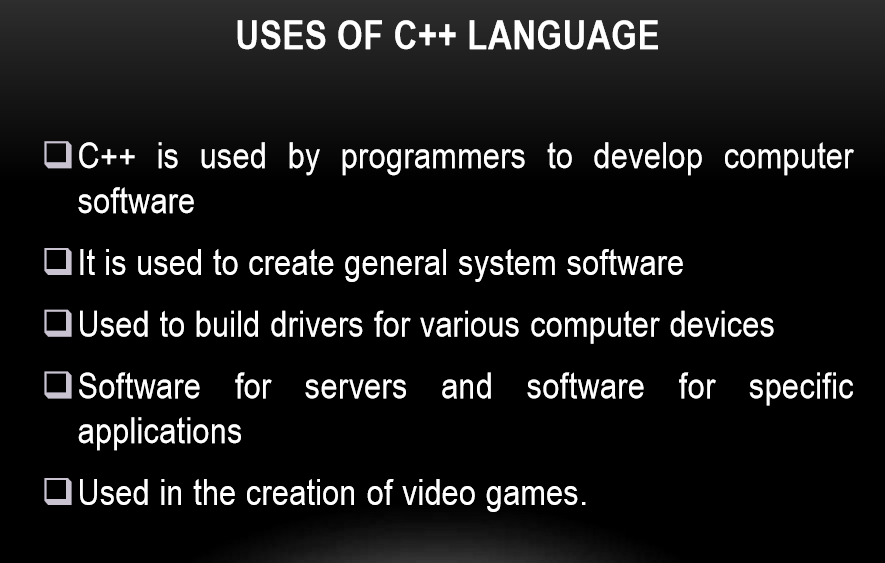 USES OF C++ LANGUAGE
C++ is used by programmers to develop computer
software
It is used to create general system software
Used to build drivers for various computer devices
Software for servers and software for specific
applications
Used in the creation of video games.